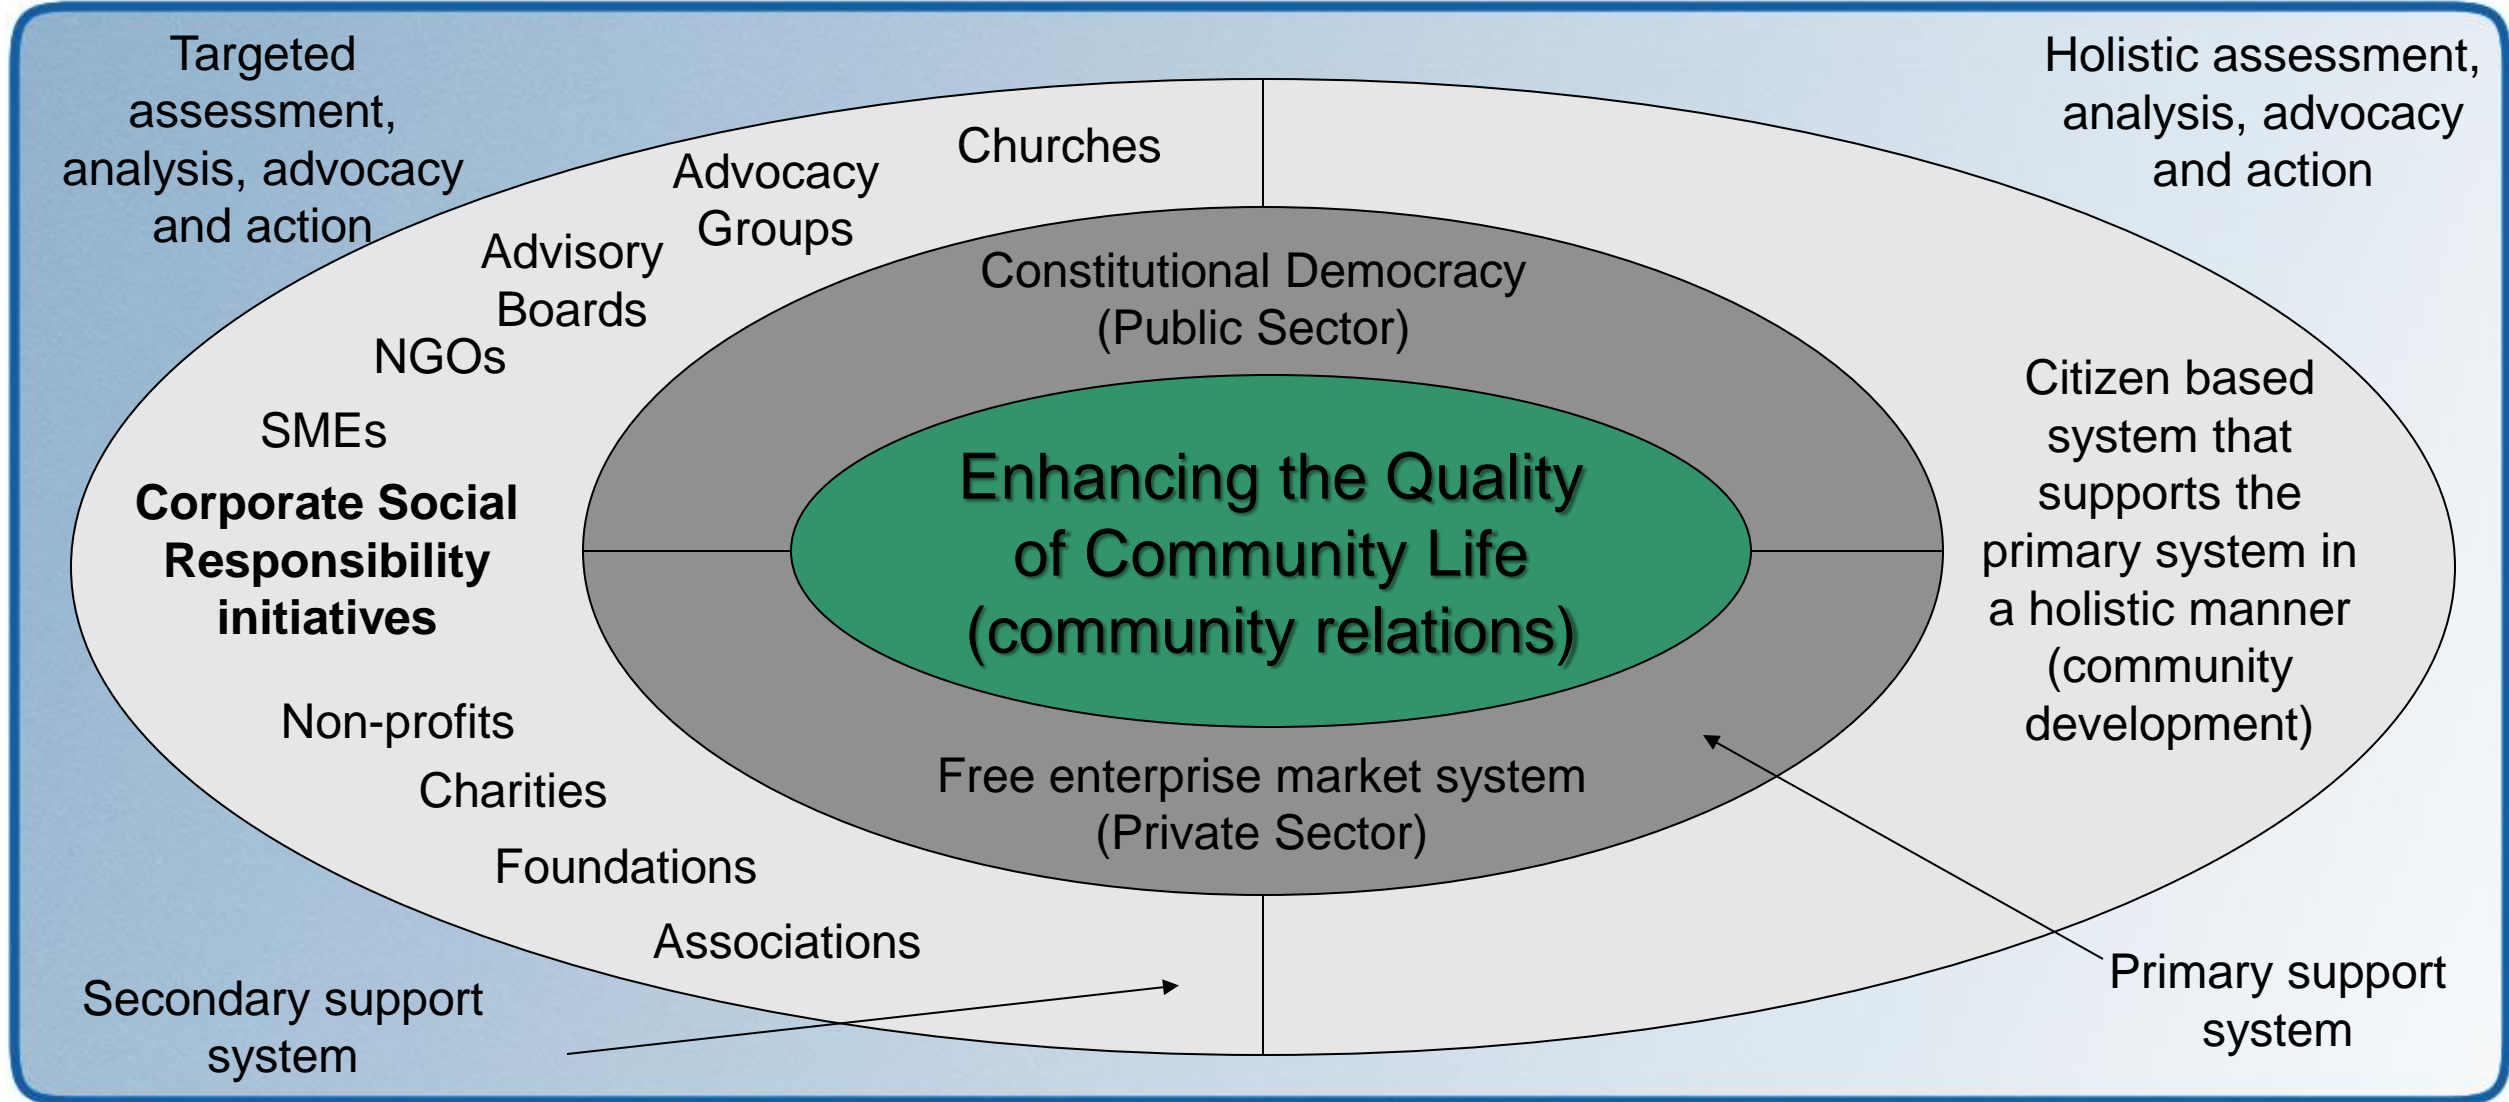 Targeted
assessment,
analysis, advocacy
and action
Holistic assessment,
analysis, advocacy
and action
Churches
Advocacy
Groups
Advisory
Boards
NGOs
SMEs
Corporate Social
Responsibility
initiatives
Non-profits
Charities
Foundations
Associations
Constitutional Democracy
(Public Sector)
Enhancing the Quality
of Community Life
(community relations)
Free enterprise market system
(Private Sector)
Citizen based
system that
supports the
primary system in
a holistic manner
(community
development)
Secondary support
system
Primary support
system